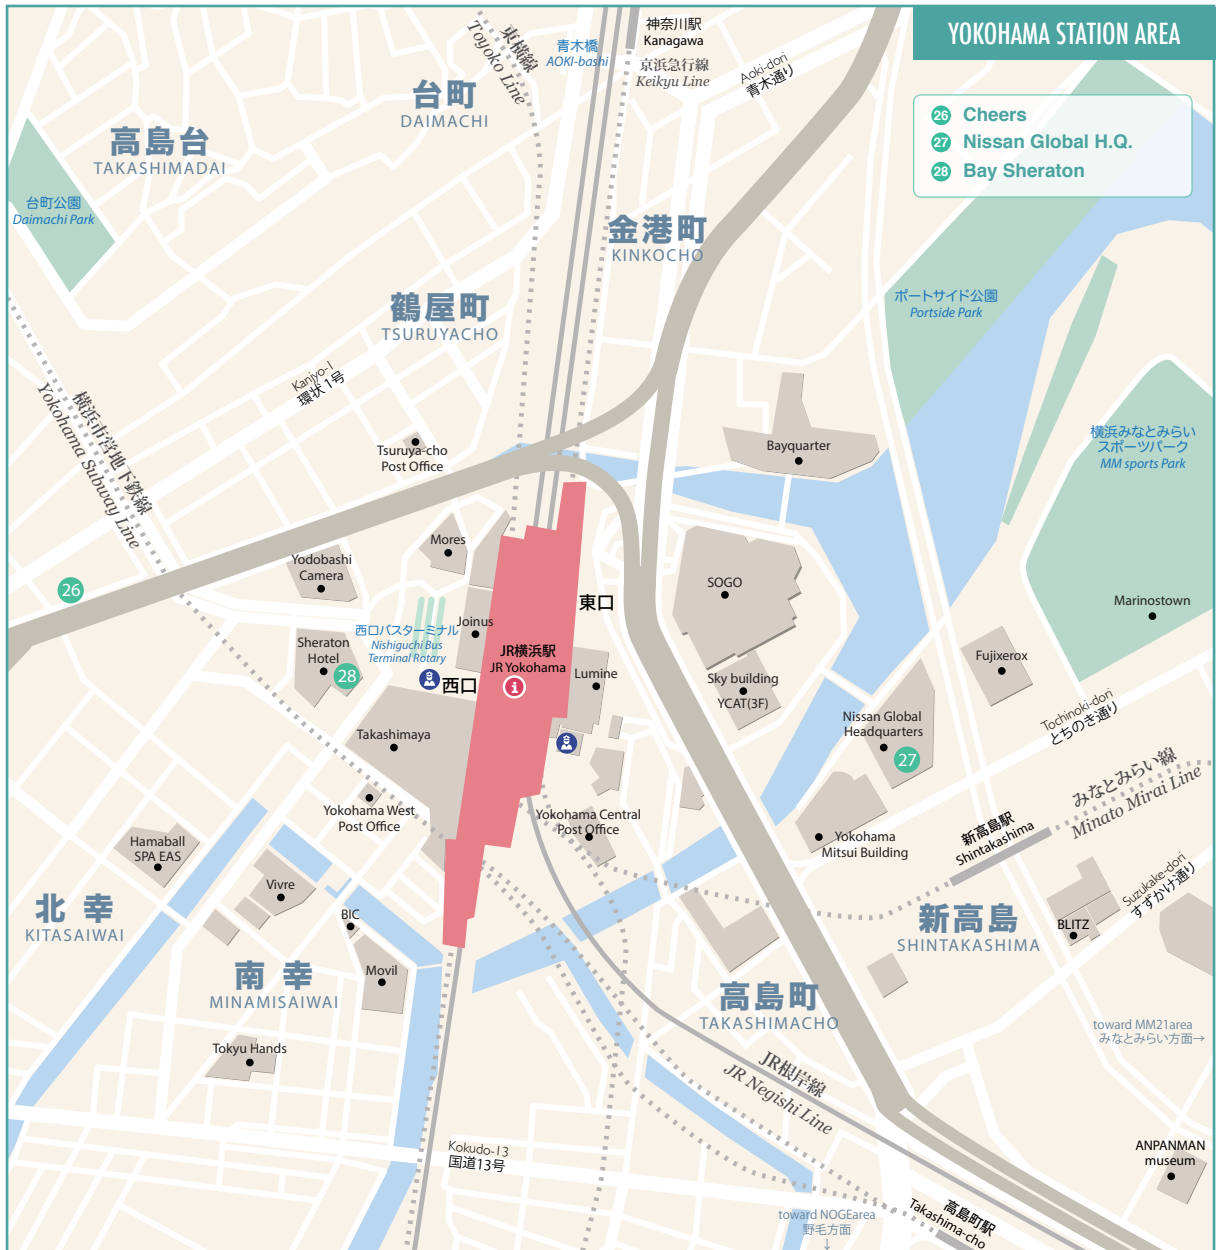 YOKOHAMA STATION AREA
26 Cheers
27 Nissan Global H.Q.
28 Bay Sheraton
神奈川駅
Kanagawa
京浜急行線
Keikyu Line
東横線
Toyoko Line
青木橋
AOKI-bashi
Aoki-dori
青木通り
台町
DAIMACHI
高島台
TAKASHIMADAI
台町公園
Daimachi Park
金港町
KINKOCHO
鶴屋町
TSURUYACHO
ポートサイド公園
Portside Park
Kanjyo-1
環状1号
横浜市営地下鉄線
Yokohama Subway Line
Tsuruya-cho
Post Office
Bayquarter
横浜みなとみらい
スポーツパーク
MM sports Park
Mores
Yodobashi
Camera
26
SOGO
東口
Marinostown
西口バスターミナル
Nishiguchi Bus
Terminal Rotary
Joinus
Sheraton
Hotel
28
JR横浜駅
JR Yokohama
i
西口
Lumine
Sky building
YCAT(3F)
Fujixerox
Nissan Global
Headquarters
27
Tochinoki-dori
とちのき通り
Takashimaya
みなとみらい線
Minato Mirai Line
Yokohama West
Post Office
Yokohama Central
Post Office
Yokohama
Mitsui Building
新高島駅
Shintakashima
Hamaball
SPA EAS
Vivre
BIC
Suzukake-dori
すずかけ通り
北 幸
KITASAIWAI
新高島
SHINTAKASHIMA
BLITZ
南 幸
MINAMISAIWAI
Movil
高島町
TAKASHIMACHO
toward MM21area
みなとみらい方面→
Tokyu Hands
JR根岸線
JR Negishi Line
Kokudo-13
国道13号
ANPANMAN
museum
toward NOGEarea
野毛方面
↓
高島町駅
Takashima-cho